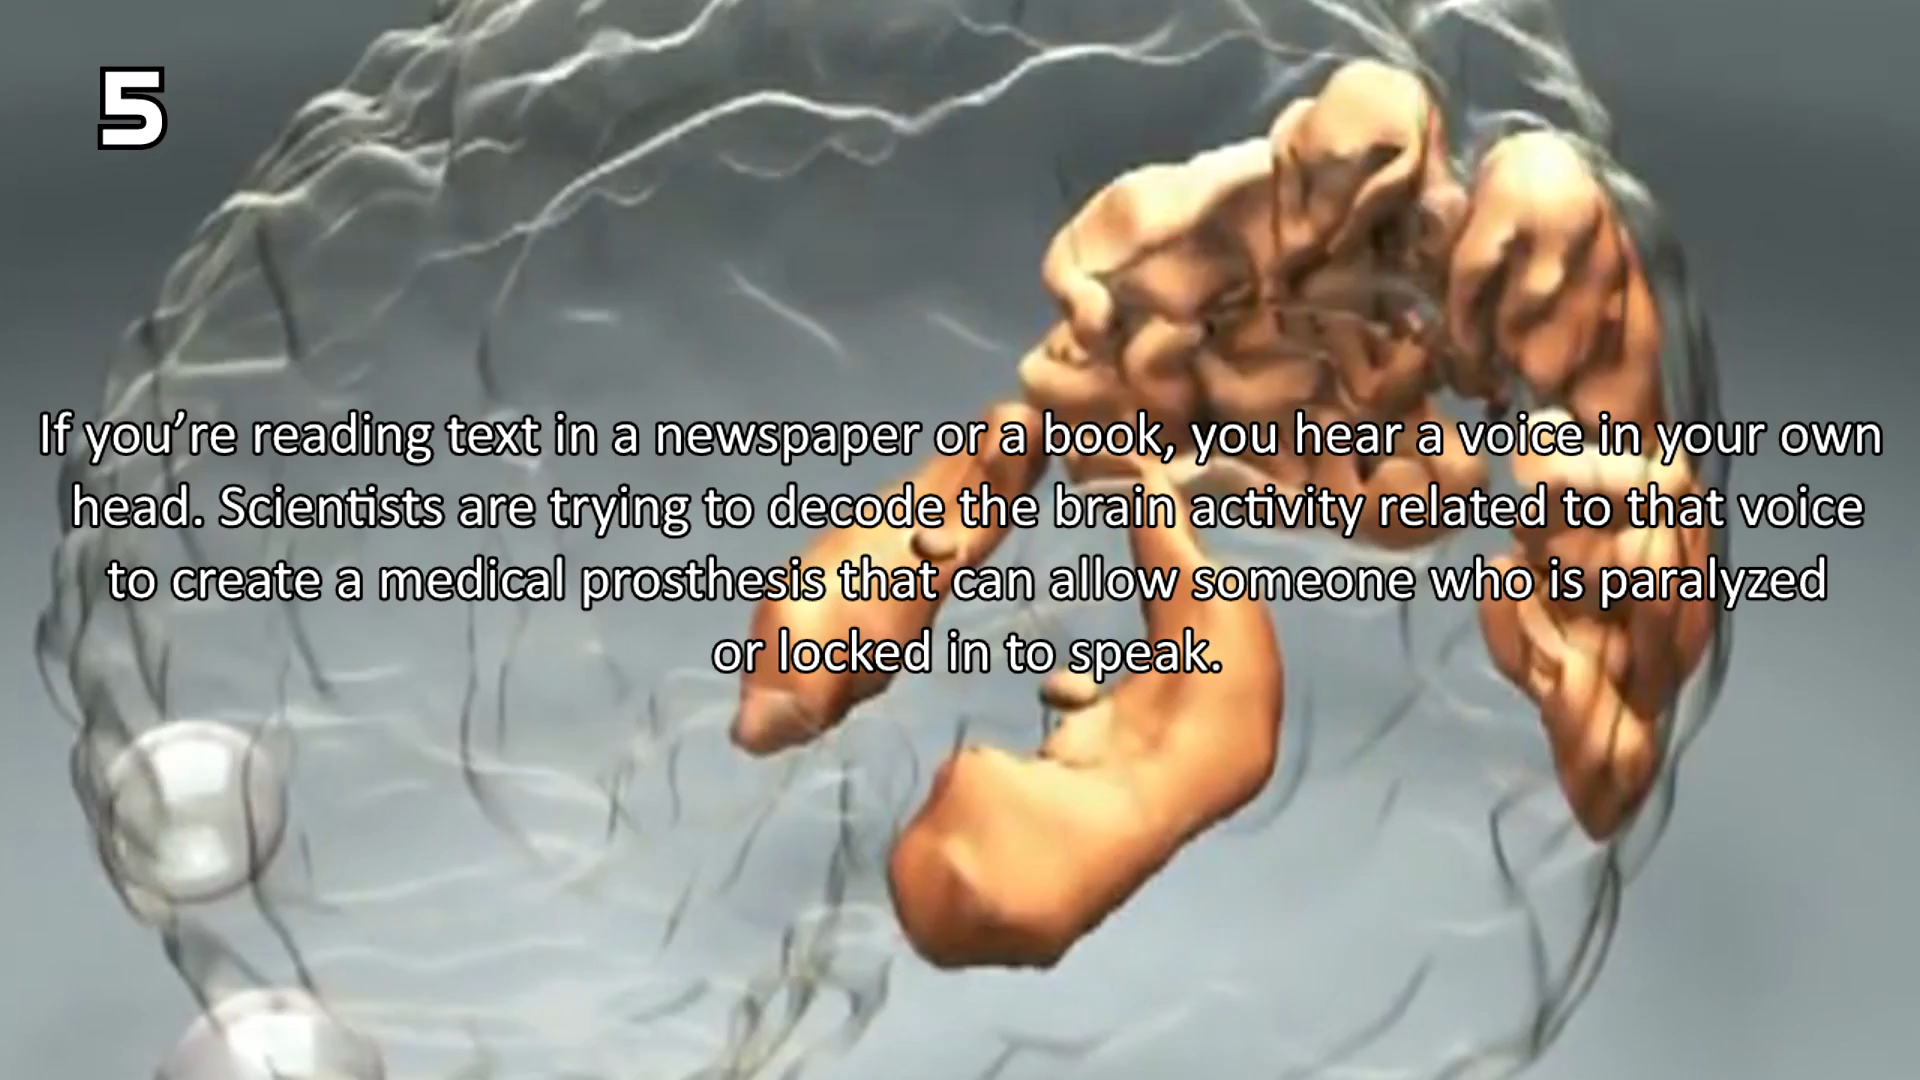 5
If you’re reading text in a newspaper or a book, you hear a voice in your own
head. Scientists are trying to decode the brain activity related to that voice
to create a medical prosthesis that can allow someone who is paralyzed
or locked in to speak.